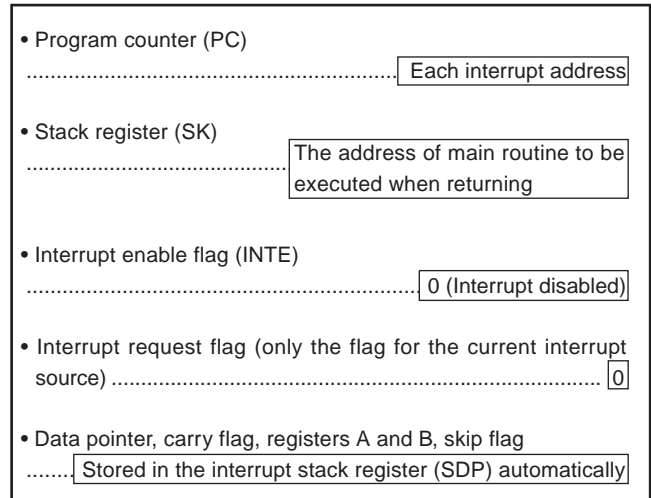 • Program counter (PC)
.............................................................. Each interrupt address
• Stack register (SK)
........................................... The address of main routine to be
executed when returning
• Interrupt enable flag (INTE)
................................................................. 0 (Interrupt disabled)
• Interrupt request flag (only the flag for the current interrupt
source) ................................................................................. 0
• Data pointer, carry flag, registers A and B, skip flag
........ Stored in the interrupt stack register (SDP) automatically